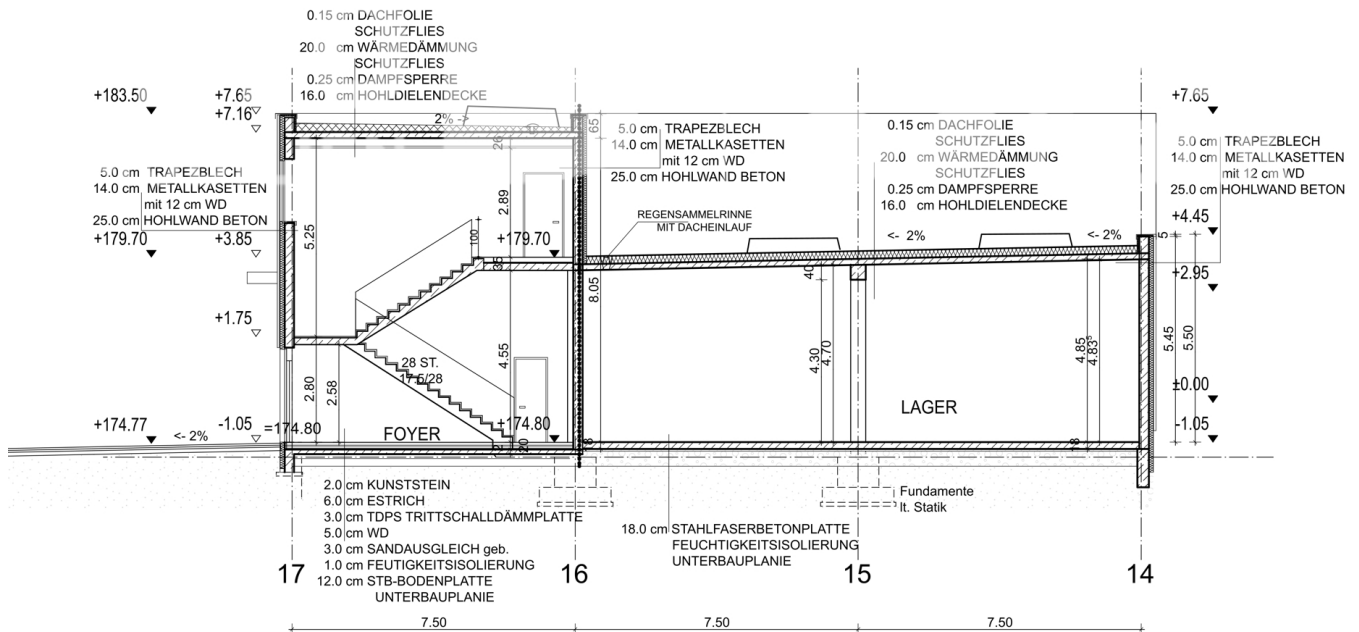 0.15 cm DACHFOLIE
SCHUTZFLIES
20.0 cm WÄRMEDÄMMUNG
SCHUTZFLIES
0.25 cm DAMPFSPERRE
16.0 cm HOHLDIELENDECKE
+183.50
+7.65
+7.16
2% ->
65
26
5.0 cm TRAPEZBLECH
14.0 cm METALLKASETTEN
mit 12 cm WD
25.0 cm HOHLWAND BETON
0.15 cm DACHFOLIE
SCHUTZFLIES
20.0 cm WÄRMEDÄMMUNG
SCHUTZFLIES
0.25 cm DAMPFSPERRE
16.0 cm HOHLDIELENDECKE
+7.65
5.0 cm TRAPEZBLECH
14.0 cm METALLKASETTEN
mit 12 cm WD
25.0 cm HOHLWAND BETON
5.0 cm TRAPEZBLECH
14.0 cm METALLKASETTEN
mit 12 cm WD
25.0 cm HOHLWAND BETON
+179.70
+3.85
5.25
2.89
100
+179.70
35
REGENSAMMELRINNE
MIT DACHEINLAUF
<- 2%
<- 2%
+4.45
5
+2.95
40
8.05
+1.75
28 ST.
17.5/28
4.55
2.80
2.58
4.30
4.70
4.85
4.83⁵
5.45
5.50
±0.00
-1.05
LAGER
+174.77
<- 2%
-1.05
=174.80
FOYER
+174.80
20
18
2.0 cm KUNSTSTEIN
6.0 cm ESTRICH
3.0 cm TDPS TRITTSCHALLDÄMMPLATTE
5.0 cm WD
3.0 cm SANDAUSGLEICH geb.
1.0 cm FEUTIGKEITSISOLIERUNG
12.0 cm STB-BODENPLATTE
UNTERBAUPLANIE
18.0 cm STAHLFASERBETONPLATTE
FEUCHTIGKEITSISOLIERUNG
UNTERBAUPLANIE
Fundamente
lt. Statik
17
16
15
14
7.50
7.50
7.50